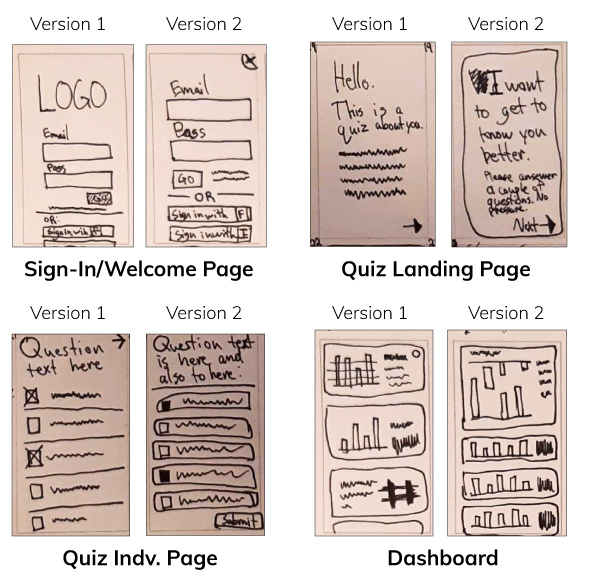 Version 1
Version 2
LOGO
Email
Pass
GO
OR:
Sign in with F
Email
Pass
GO
OR
Sign in with F
Sign in with I
Sign-In/Welcome Page
Version 1
Version 2
Hello.
This is a
quiz about you.
I want
to get to
know you
better.
Please answer
a couple of
questions. No
pressure.
Next
Quiz Landing Page
Version 1
Version 2
Question
text here
Question text
is here, and
also to here:
Submit
Quiz Indv. Page
Version 1
Version 2
Dashboard